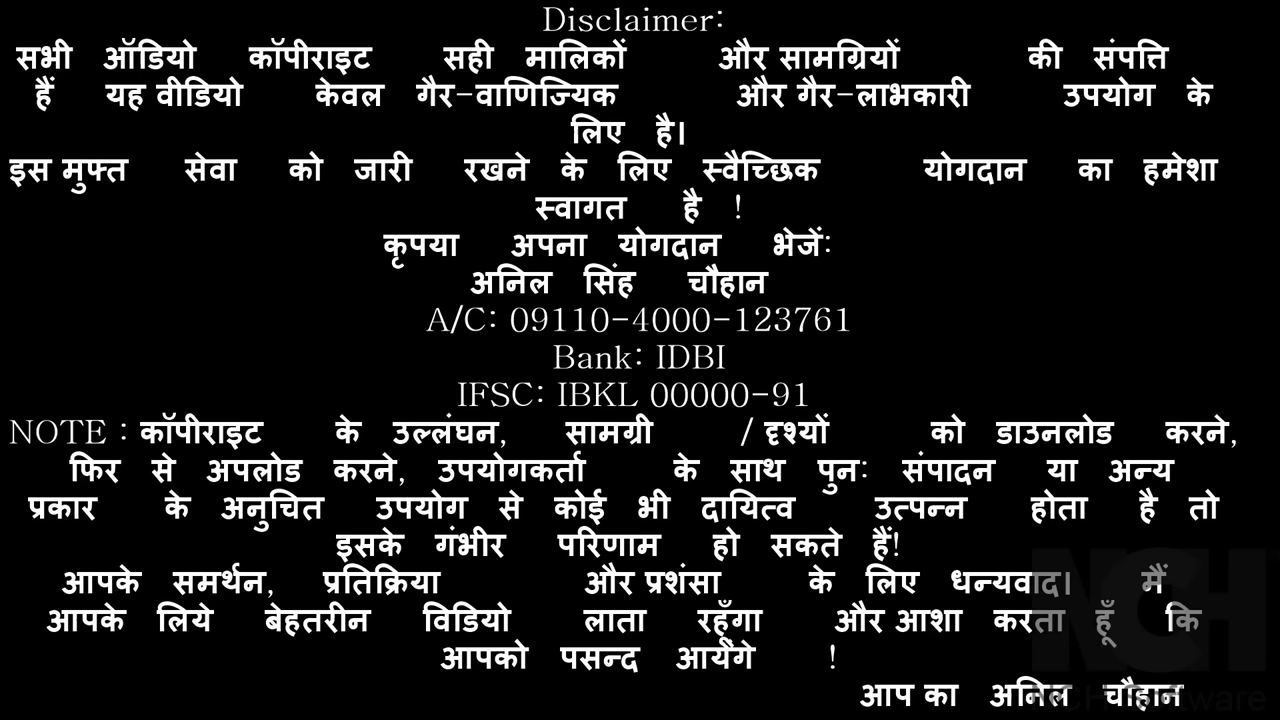 Disclaimer:
सभी ऑडियो कॉपीराइट सही मालिकों और सामग्रियों की संपत्ति
हैं यह वीडियो केवल गैर-वाणिज्यिक और गैर-लाभकारी उपयोग के
लिए है।
इस मुफ्त सेवा को जारी रखने के लिए स्वैच्छिक योगदान का हमेशा
स्वागत है !
कृपया अपना योगदान भेजें:
अनिल सिंह चौहान
A/C: 09110-4000-123761
Bank: IDBI
IFSC: IBKL 00000-91
NOTE : कॉपीराइट के उल्लंघन, सामग्री / दृश्यों को डाउनलोड करने,
फिर से अपलोड करने, उपयोगकर्ता के साथ पुन: संपादन या अन्य
प्रकार के अनुचित उपयोग से कोई भी दायित्व उत्पन्न होता है तो
इसके गंभीर परिणाम हो सकते हैं!
आपके समर्थन, प्रतिक्रिया और प्रशंसा के लिए धन्यवाद। मैं
आपके लिये बेहतरीन विडियो लाता रहूँगा और आशा करता हूँ कि
आपको पसन्द आयेंगे !
आप का अनिल चौहान
NCH
NCH Software